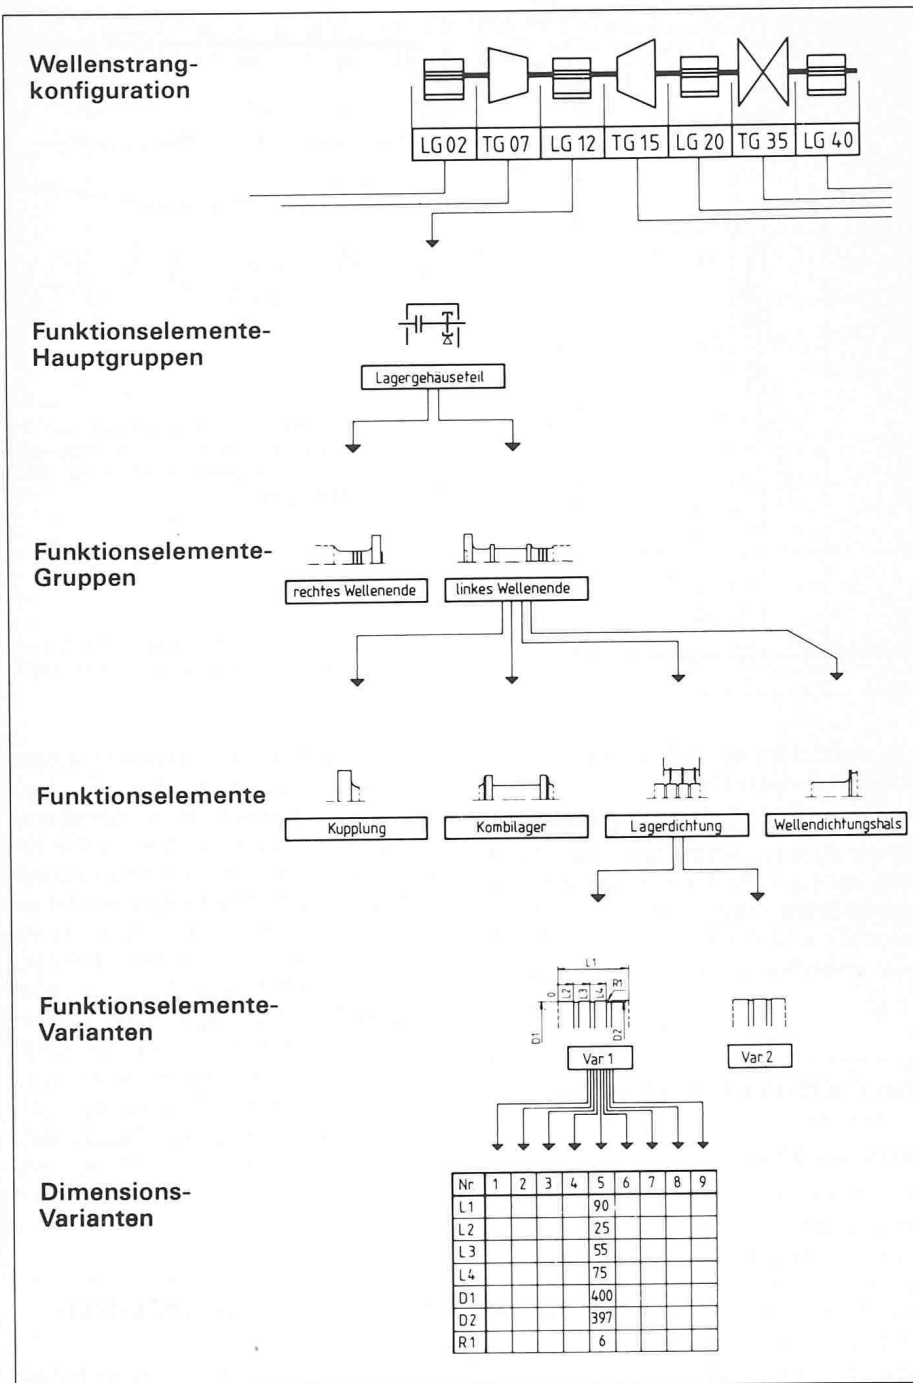 Wellenstrang-
konfiguration
LG 02 TG 07 LG 12 TG 15 LG 20 TG 35 LG 40
Funktionselemente-
Hauptgruppen
Lagergehäuseteil
Funktionselemente-
Gruppen
rechtes Wellenende linkes Wellenende
Funktionselemente
Kupplung Kombilager Lagerdichtung Wellendichtungshals
Funktionselemente-
Varianten
L1
0 L2 L3 L4 R1
D1 D2
Var 1 Var 2
Dimensions-
Varianten
Nr 1 2 3 4 5 6 7 8 9
L1 90
L2 25
L3 55
L4 75
D1 400
D2 397
R1 6